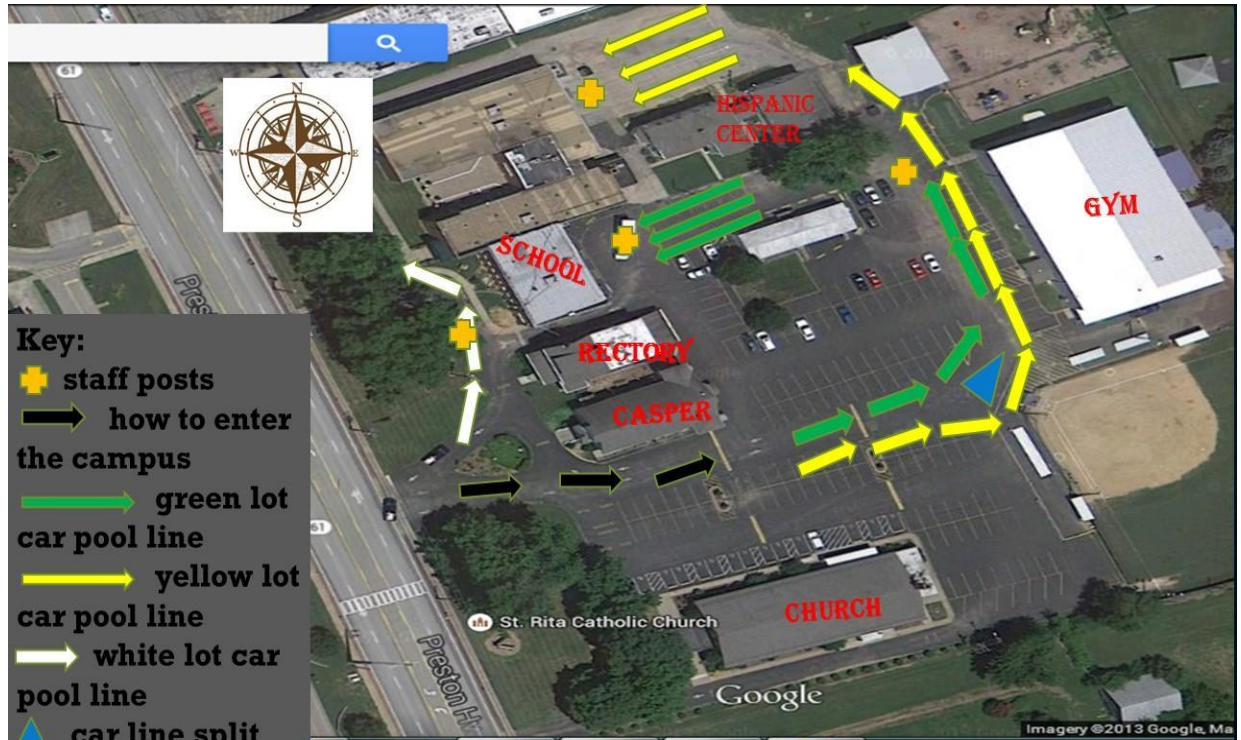 61
N
W
E
S
HISPANIC
CENTER
GYM
SCHOOL
RECTORY
CASPER
Key:
staff posts
how to enter
the campus
green lot
car pool line
yellow lot
car pool line
white lot car
pool line
car line split
61
St. Rita Catholic Church
CHURCH
Preston H
Google
Imagery ©2013 Google, Ma